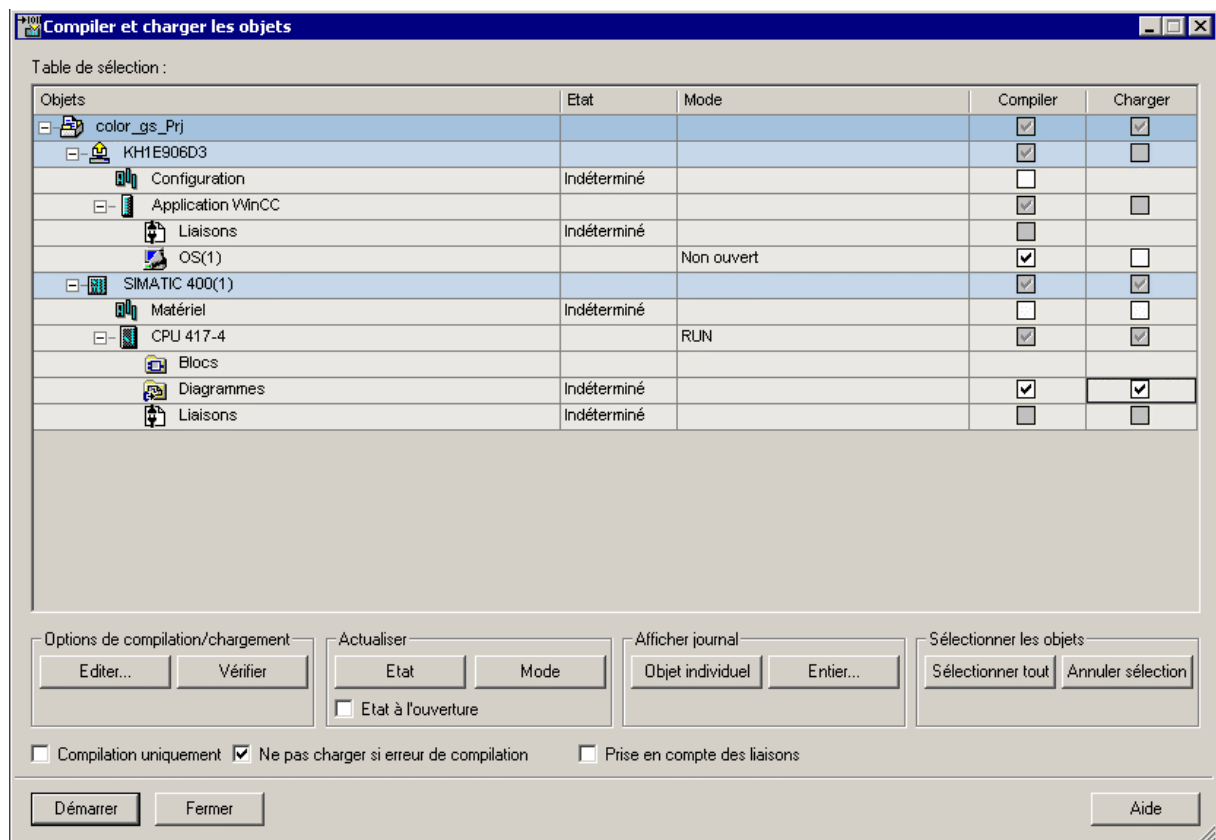 Compiler et charger les objets
Table de sélection :
Objets Etat Mode Compiler Charger
color_gs_Prj
KH1E906D3
Configuration Indéterminé
Application WinCC
Liaisons Indéterminé
OS(1) Non ouvert
SIMATIC 400(1)
Matériel Indéterminé
CPU 417-4 RUN
Blocs
Diagrammes Indéterminé
Liaisons Indéterminé
Options de compilation/chargement Actualiser Afficher journal Sélectionner les objets
Editer... Vérifier Etat Mode Objet individuel Entier... Sélectionner tout Annuler sélection
Etat à l'ouverture
Compilation uniquement Ne pas charger si erreur de compilation Prise en compte des liaisons
Démarrer Fermer Aide